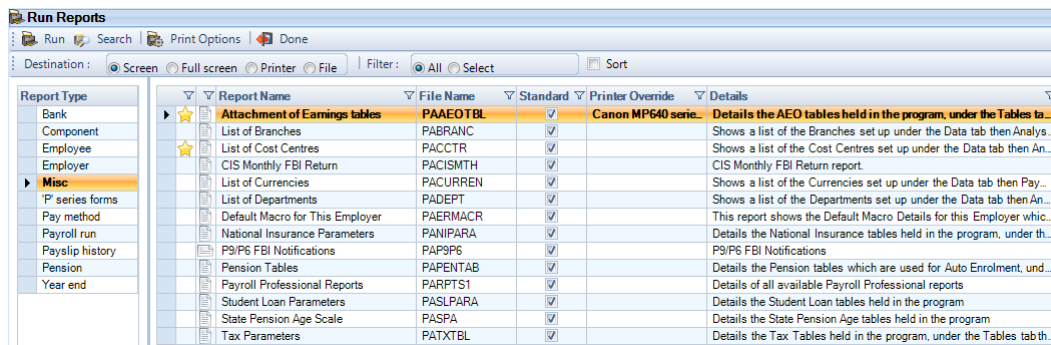 Run Reports
Run Search Print Options Done
Destination : Screen Full screen Printer File Filter : All Select Sort
Report Type Report Name File Name Standard Printer Override Details
Bank Attachment of Earnings tables PAAEOTBL Canon MP640 serie... Details the AEO tables held in the program, under the Tables ta...
Component List of Branches PABRANC Shows a list of the Branches set up under the Data tab then Analys...
Employee List of Cost Centres PACCTR Shows a list of the Cost Centres set up under the Data tab then An...
Employer CIS Monthly FBI Return PACISMTH CIS Monthly FBI Return report.
Misc List of Currencies PACURREN Shows a list of the Currencies set up under the Data tab then Pay...
'P' series forms List of Departments PADEPT Shows a list of the Departments set up under the Data tab then An...
Pay method Default Macro for This Employer PAERMACR This report shows the Default Macro Details for this Employer whic...
Payroll run National Insurance Parameters PANIPARA Details the National Insurance tables held in the program, under th...
Payslip history P9/P6 FBI Notifications PAP9P6 P9/P6 FBI Notifications
Pension Pension Tables PAPENTAB Details the Pension tables which are used for Auto Enrolment, und...
Year end Payroll Professional Reports PARPTS1 Details of all available Payroll Professional reports
Student Loan Parameters PASLPARA Details the Student Loan tables held in the program
State Pension Age Scale PASPA Details the State Pension Age tables held in the program
Tax Parameters PATXTBL Details the Tax Tables held in the program, under the Tables tab th...